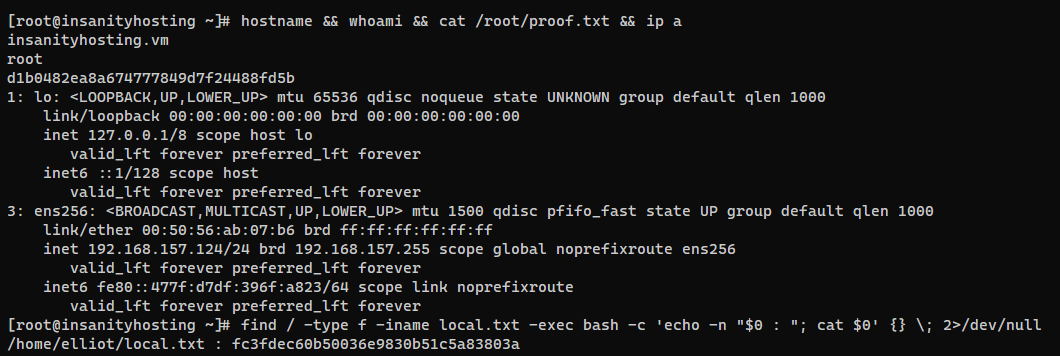 [root@insanityhosting ~]# hostname && whoami && cat /root/proof.txt && ip a
insanityhosting.vm
root
d1b0482ea8a674777849d7f24488fd5b
1: lo: <LOOPBACK,UP,LOWER_UP> mtu 65536 qdisc noqueue state UNKNOWN group default qlen 1000
    link/loopback 00:00:00:00:00:00 brd 00:00:00:00:00:00
    inet 127.0.0.1/8 scope host lo
       valid_lft forever preferred_lft forever
    inet6 ::1/128 scope host
       valid_lft forever preferred_lft forever
3: ens256: <BROADCAST,MULTICAST,UP,LOWER_UP> mtu 1500 qdisc pfifo_fast state UP group default qlen 1000
    link/ether 00:50:56:ab:07:b6 brd ff:ff:ff:ff:ff:ff
    inet 192.168.157.124/24 brd 192.168.157.255 scope global noprefixroute ens256
       valid_lft forever preferred_lft forever
    inet6 fe80::477f:d7df:396f:a823/64 scope link noprefixroute
       valid_lft forever preferred_lft forever
[root@insanityhosting ~]# find / -type f -iname local.txt -exec bash -c 'echo -n "$0 : "; cat $0' {} \; 2>/dev/null
/home/elliot/local.txt : fc3fdec60b50036e9830b51c5a83803a